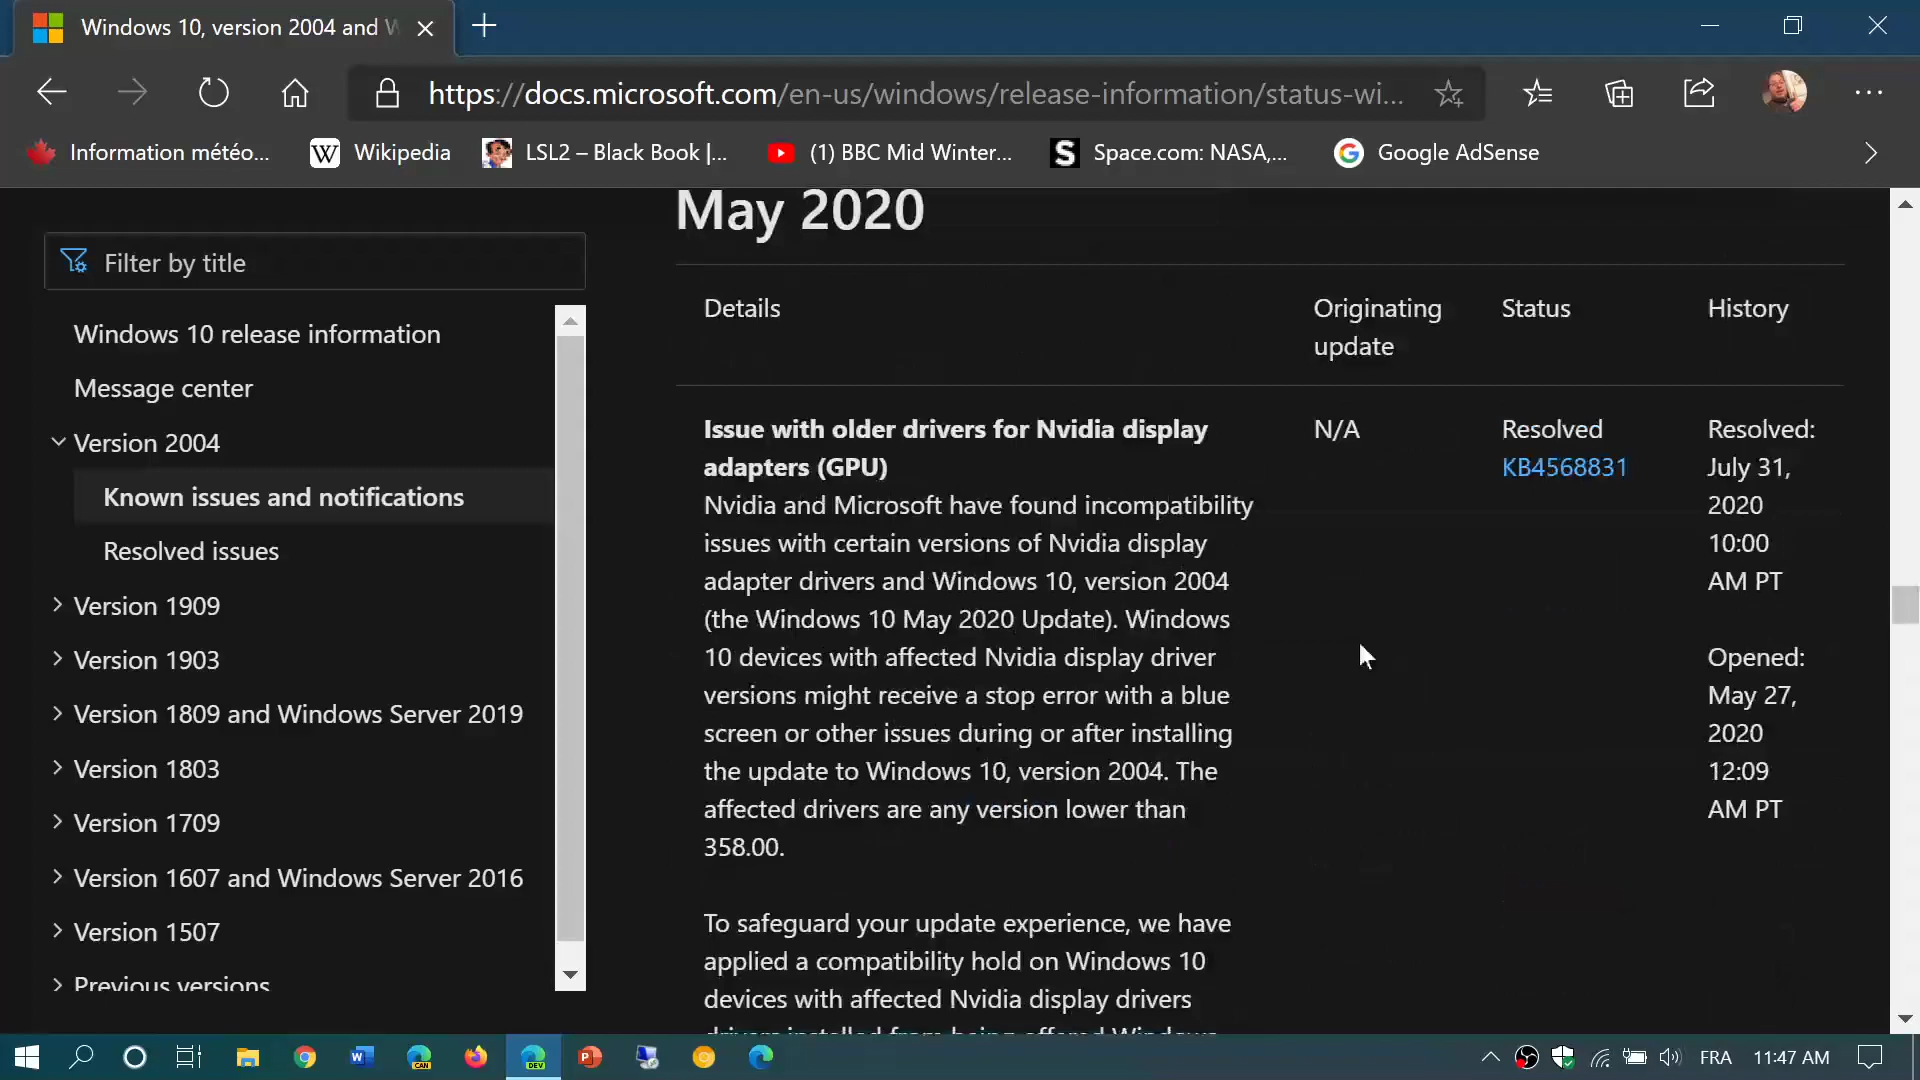 Windows 10, version 2004 and W
https://docs.microsoft.com/en-us/windows/release-information/status-wi...
Information météo...
W Wikipedia
LSL2 – Black Book |...
(1) BBC Mid Winter...
S Space.com: NASA,...
G Google AdSense
Filter by title
Windows 10 release information
Message center
Version 2004
Known issues and notifications
Resolved issues
Version 1909
Version 1903
Version 1809 and Windows Server 2019
Version 1803
Version 1709
Version 1607 and Windows Server 2016
Version 1507
Previous versions
May 2020
Details
Originating
update
Status
History
Issue with older drivers for Nvidia display
adapters (GPU)
Nvidia and Microsoft have found incompatibility
issues with certain versions of Nvidia display
adapter drivers and Windows 10, version 2004
(the Windows 10 May 2020 Update). Windows
10 devices with affected Nvidia display driver
versions might receive a stop error with a blue
screen or other issues during or after installing
the update to Windows 10, version 2004. The
affected drivers are any version lower than
358.00.
To safeguard your update experience, we have
applied a compatibility hold on Windows 10
devices with affected Nvidia display drivers
drivers installed from being offered Windows
N/A
Resolved
KB4568831
Resolved:
July 31,
2020
10:00
AM PT
Opened:
May 27,
2020
12:09
AM PT
W
CAN
DEV
P
FRA
11:47 AM